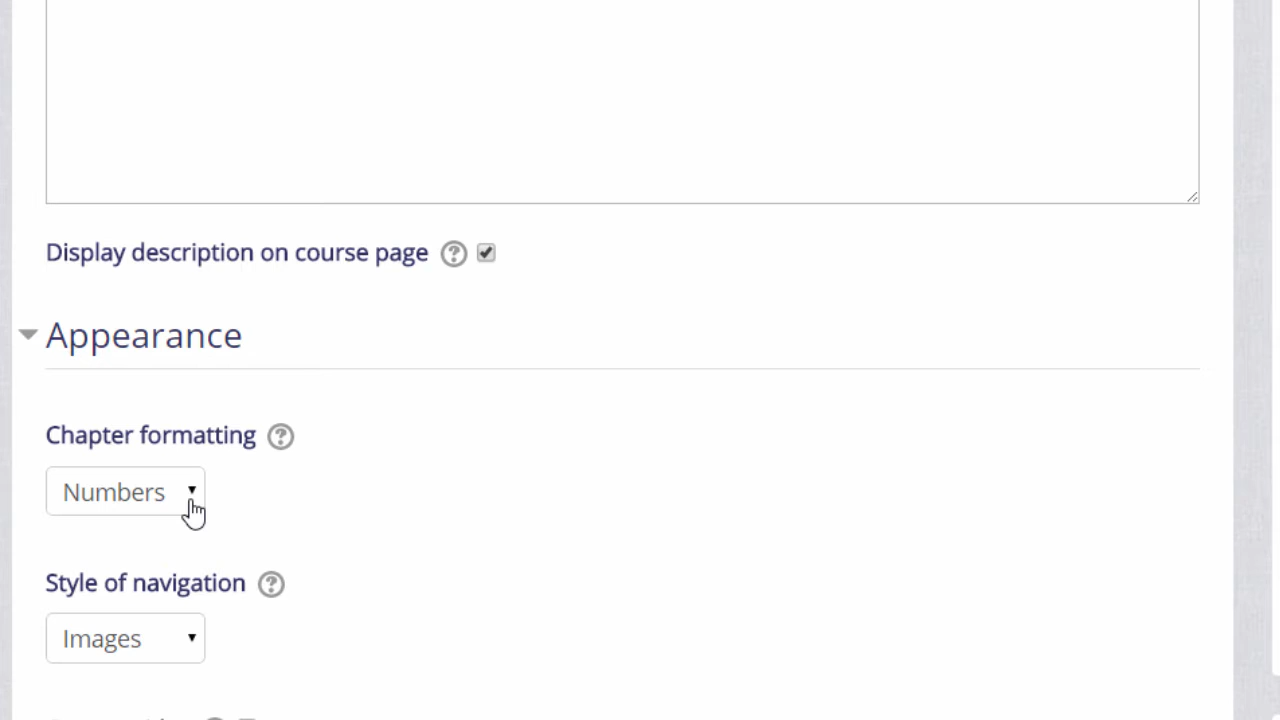 Display description on course page
Appearance
Chapter formatting
Numbers
Style of navigation
Images